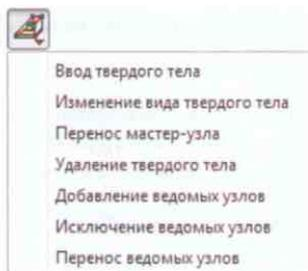 Ввод твердого тела
Изменение вида твердого тела
Перенос мастер-узла
Удаление твердого тела
Добавление ведомых узлов
Исключение ведомых узлов
Перенос ведомых узлов